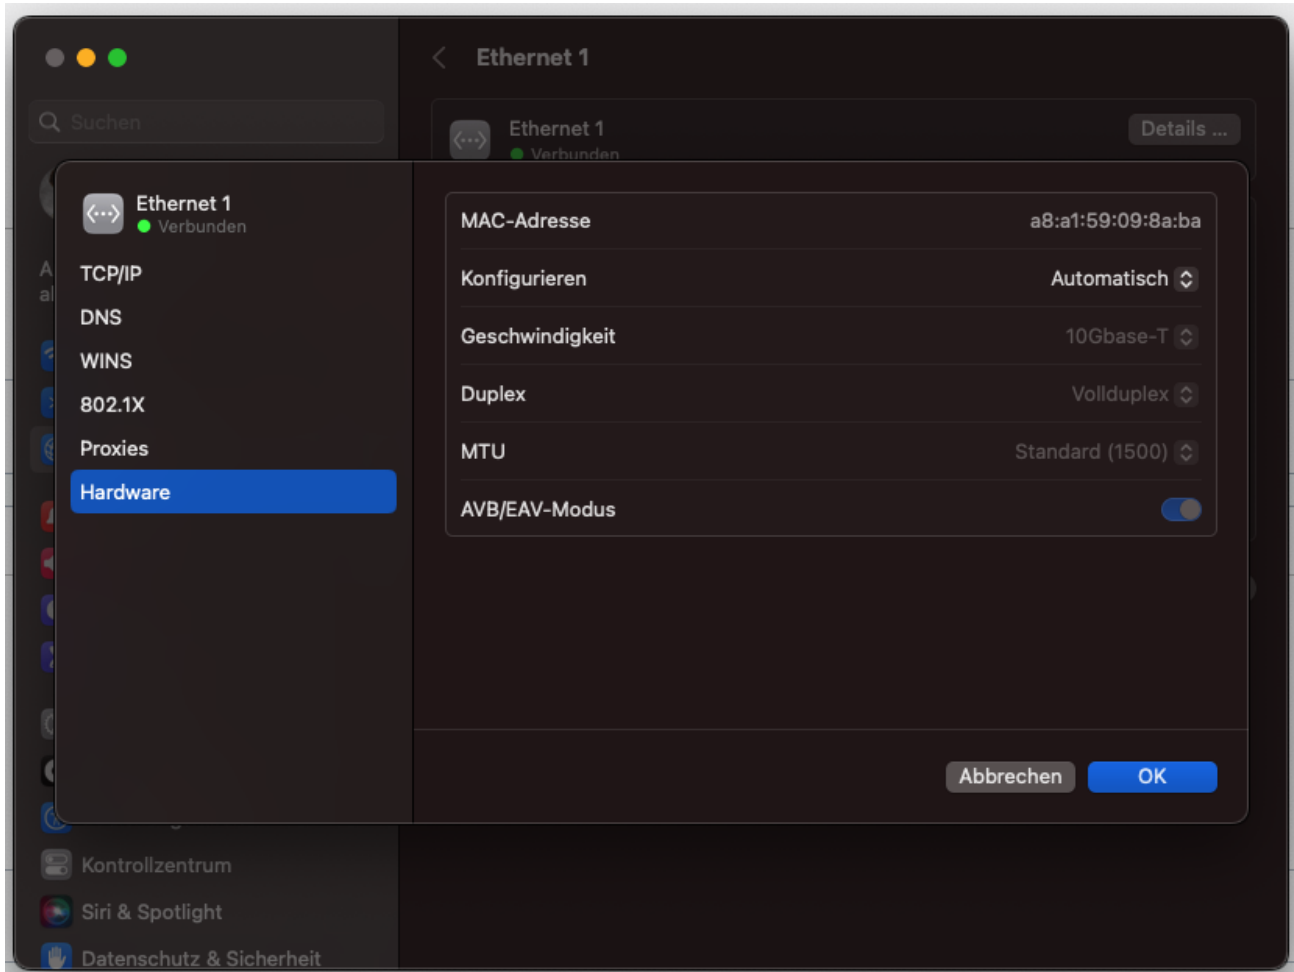 Ethernet 1
Suchen
Ethernet 1
Details ...
Verbunden
Ethernet 1
Verbunden
TCP/IP
DNS
WINS
802.1X
Proxies
Hardware
MAC-Adresse a8:a1:59:09:8a:ba
Konfigurieren Automatisch
Geschwindigkeit 10Gbase-T
Duplex Vollduplex
MTU Standard (1500)
AVB/EAV-Modus
Abbrechen OK
Kontrollzentrum
Siri & Spotlight
Datenschutz & Sicherheit